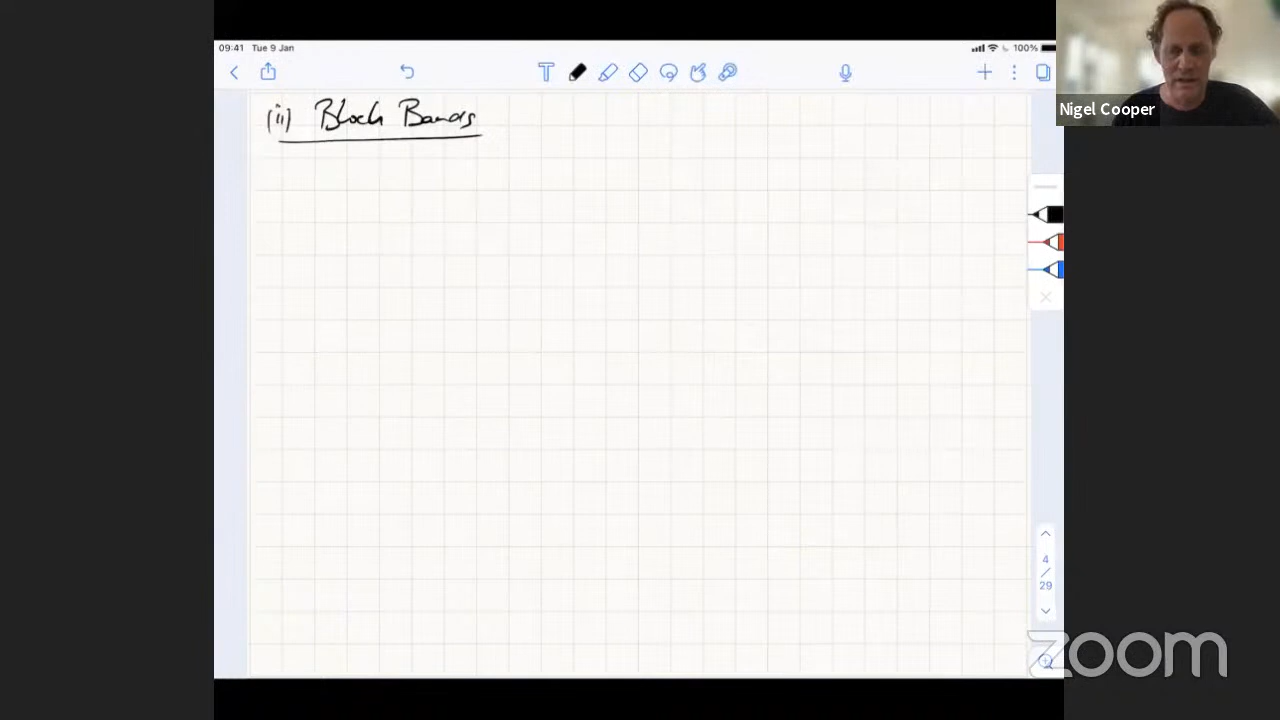 09:41 Tue 9 Jan
100%
T
Nigel Cooper
(ii) Bloch Bands
4
/
29
zoom